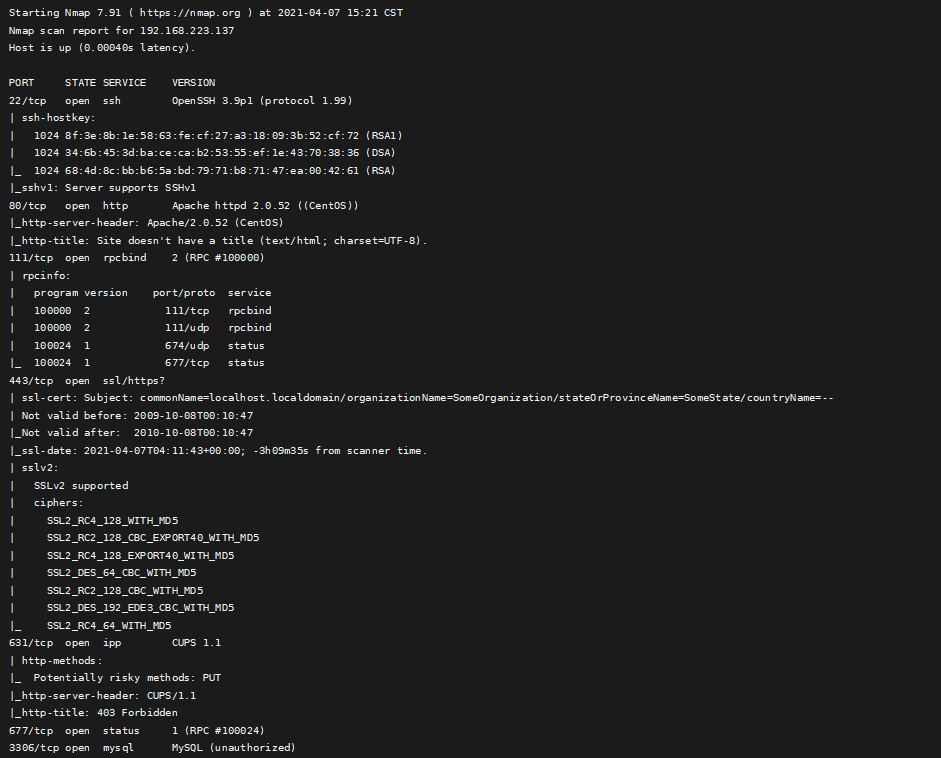 Starting Nmap 7.91 ( https://nmap.org ) at 2021-04-07 15:21 CST
Nmap scan report for 192.168.223.137
Host is up (0.00040s latency).

PORT     STATE SERVICE    VERSION
22/tcp   open  ssh        OpenSSH 3.9p1 (protocol 1.99)
| ssh-hostkey:
|   1024 8f:3e:8b:1e:58:63:fe:cf:27:a3:18:09:3b:52:cf:72 (RSA1)
|   1024 34:6b:45:3d:ba:ce:ca:b2:53:55:ef:1e:43:70:38:36 (DSA)
|_  1024 68:4d:8c:bb:b6:5a:bd:79:71:b8:71:47:ea:00:42:61 (RSA)
|_sshv1: Server supports SSHv1
80/tcp   open  http       Apache httpd 2.0.52 ((CentOS))
|_http-server-header: Apache/2.0.52 (CentOS)
|_http-title: Site doesn't have a title (text/html; charset=UTF-8).
111/tcp  open  rpcbind    2 (RPC #100000)
| rpcinfo:
|   program version    port/proto  service
|   100000  2            111/tcp   rpcbind
|   100000  2            111/udp   rpcbind
|   100024  1            674/udp   status
|_  100024  1            677/tcp   status
443/tcp  open  ssl/https?
| ssl-cert: Subject: commonName=localhost.localdomain/organizationName=SomeOrganization/stateOrProvinceName=SomeState/countryName=--
| Not valid before: 2009-10-08T00:10:47
|_Not valid after:  2010-10-08T00:10:47
|_ssl-date: 2021-04-07T04:11:43+00:00; -3h09m35s from scanner time.
| sslv2:
|   SSLv2 supported
|   ciphers:
|     SSL2_RC4_128_WITH_MD5
|     SSL2_RC2_128_CBC_EXPORT40_WITH_MD5
|     SSL2_RC4_128_EXPORT40_WITH_MD5
|     SSL2_DES_64_CBC_WITH_MD5
|     SSL2_RC2_128_CBC_WITH_MD5
|     SSL2_DES_192_EDE3_CBC_WITH_MD5
|_    SSL2_RC4_64_WITH_MD5
631/tcp  open  ipp        CUPS 1.1
| http-methods:
|_  Potentially risky methods: PUT
|_http-server-header: CUPS/1.1
|_http-title: 403 Forbidden
677/tcp  open  status     1 (RPC #100024)
3306/tcp open  mysql      MySQL (unauthorized)